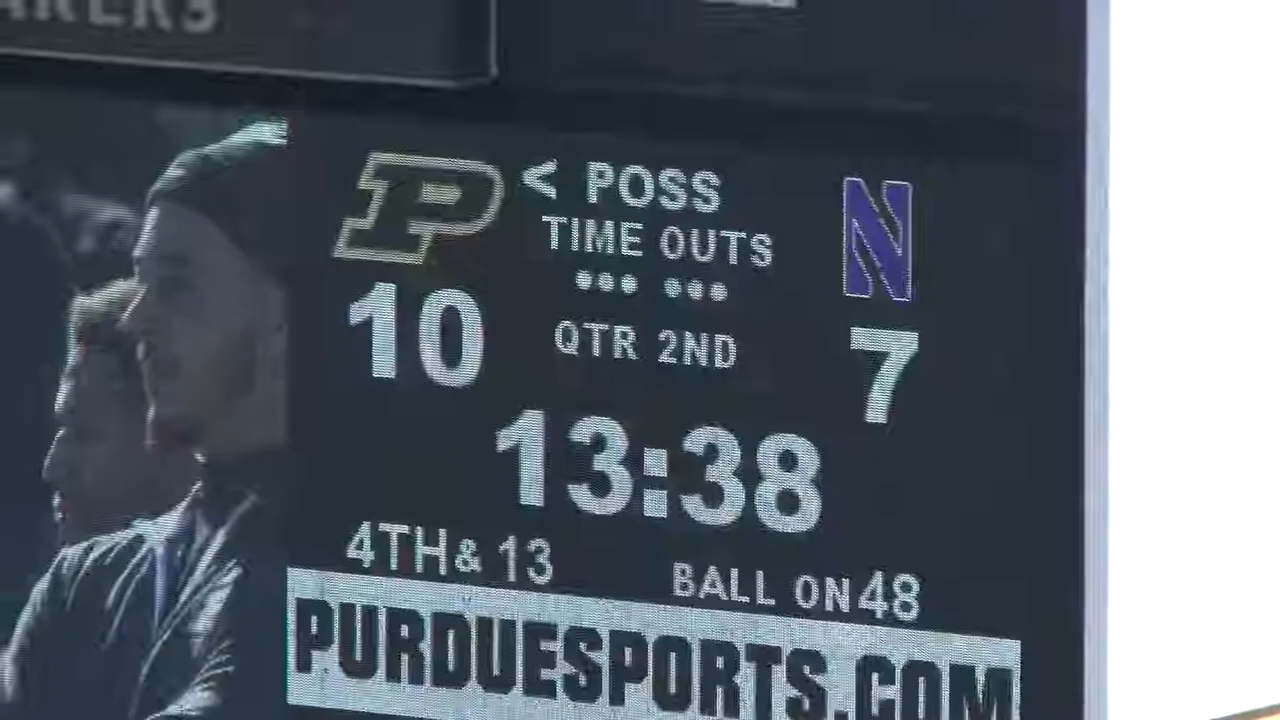 P < POSS N
TIME OUTS
10 QTR 2ND 7
13:38
4TH & 13 BALL ON 48
PURDUESPORTS.COM